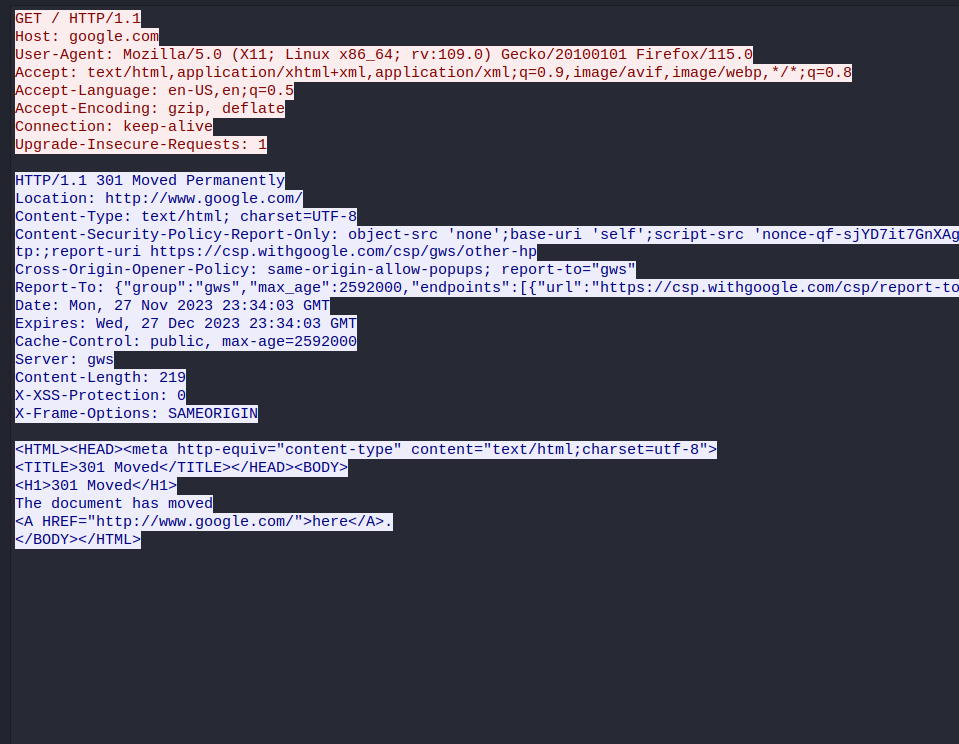 GET / HTTP/1.1
Host: google.com
User-Agent: Mozilla/5.0 (X11; Linux x86_64; rv:109.0) Gecko/20100101 Firefox/115.0
Accept: text/html,application/xhtml+xml,application/xml;q=0.9,image/avif,image/webp,*/*;q=0.8
Accept-Language: en-US,en;q=0.5
Accept-Encoding: gzip, deflate
Connection: keep-alive
Upgrade-Insecure-Requests: 1

HTTP/1.1 301 Moved Permanently
Location: http://www.google.com/
Content-Type: text/html; charset=UTF-8
Content-Security-Policy-Report-Only: object-src 'none';base-uri 'self';script-src 'nonce-qf-sjYD7it7GnXAg
tp:;report-uri https://csp.withgoogle.com/csp/gws/other-hp
Cross-Origin-Opener-Policy: same-origin-allow-popups; report-to="gws"
Report-To: {"group":"gws","max_age":2592000,"endpoints":[{"url":"https://csp.withgoogle.com/csp/report-to
Date: Mon, 27 Nov 2023 23:34:03 GMT
Expires: Wed, 27 Dec 2023 23:34:03 GMT
Cache-Control: public, max-age=2592000
Server: gws
Content-Length: 219
X-XSS-Protection: 0
X-Frame-Options: SAMEORIGIN

<HTML><HEAD><meta http-equiv="content-type" content="text/html;charset=utf-8">
<TITLE>301 Moved</TITLE></HEAD><BODY>
<H1>301 Moved</H1>
The document has moved
<A HREF="http://www.google.com/">here</A>.
</BODY></HTML>